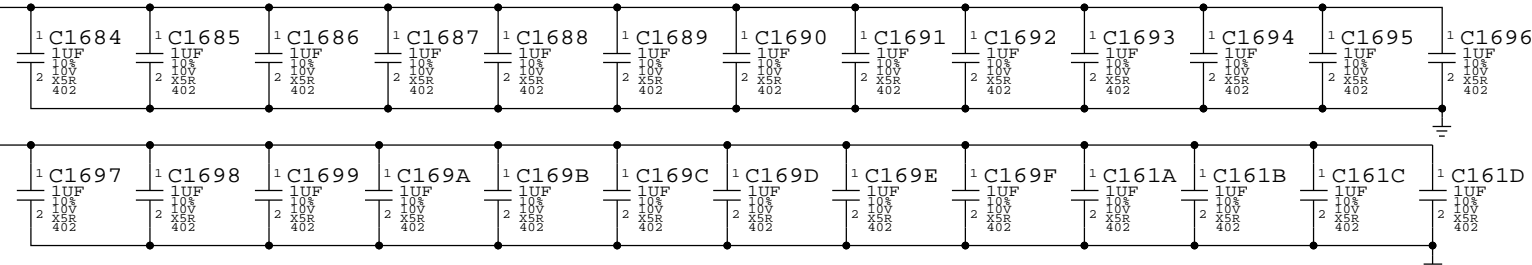 1 C1684 1 C1685 1 C1686 1 C1687 1 C1688 1 C1689 1 C1690 1 C1691 1 C1692 1 C1693 1 C1694 1 C1695 1 C1696
1UF 1UF 1UF 1UF 1UF 1UF 1UF 1UF 1UF 1UF 1UF 1UF 1UF
10% 10% 10% 10% 10% 10% 10% 10% 10% 10% 10% 10% 10%
2 10V 2 10V 2 10V 2 10V 2 10V 2 10V 2 10V 2 10V 2 10V 2 10V 2 10V 2 10V 2 10V
X5R X5R X5R X5R X5R X5R X5R X5R X5R X5R X5R X5R X5R
402 402 402 402 402 402 402 402 402 402 402 402 402
1 C1697 1 C1698 1 C1699 1 C169A 1 C169B 1 C169C 1 C169D 1 C169E 1 C169F 1 C161A 1 C161B 1 C161C 1 C161D
1UF 1UF 1UF 1UF 1UF 1UF 1UF 1UF 1UF 1UF 1UF 1UF 1UF
10% 10% 10% 10% 10% 10% 10% 10% 10% 10% 10% 10% 10%
2 10V 2 10V 2 10V 2 10V 2 10V 2 10V 2 10V 2 10V 2 10V 2 10V 2 10V 2 10V 2 10V
X5R X5R X5R X5R X5R X5R X5R X5R X5R X5R X5R X5R X5R
402 402 402 402 402 402 402 402 402 402 402 402 402